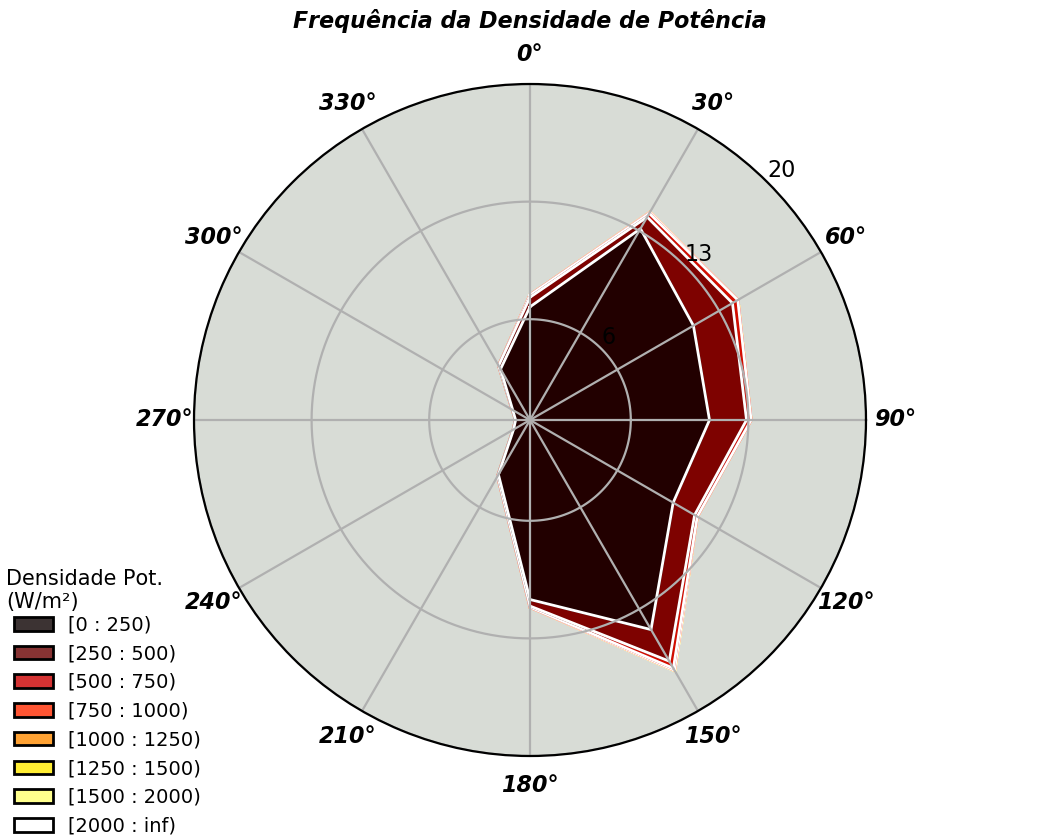 Frequência da Densidade de Potência
0°
330°
30°
20
300°
60°
13
6
270°
90°
240°
120°
210°
150°
180°
Densidade Pot.
(W/m²)
[0 : 250)
[250 : 500)
[500 : 750)
[750 : 1000)
[1000 : 1250)
[1250 : 1500)
[1500 : 2000)
[2000 : inf)